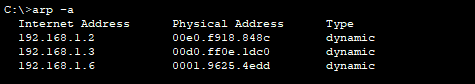 C:\>arp -a
Internet Address Physical Address Type
192.168.1.2 00e0.f918.848c dynamic
192.168.1.3 00d0.ff0e.1dc0 dynamic
192.168.1.6 0001.9625.4edd dynamic